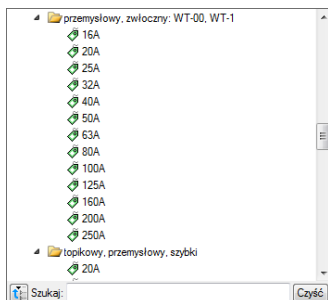 przemysłowy, zwłoczny: WT-00, WT-1
16A
20A
25A
32A
40A
50A
63A
80A
100A
125A
160A
200A
250A
topikowy, przemysłowy, szybki
20A
Szukaj:
Czyść